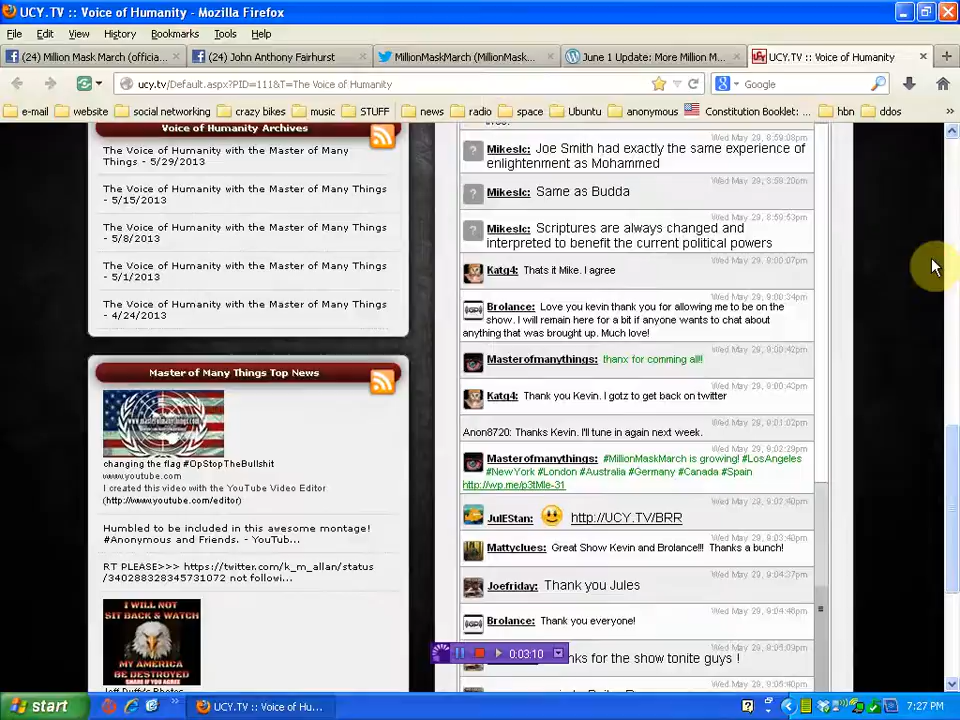 UCY.TV :: Voice of Humanity - Mozilla Firefox
File Edit View History Bookmarks Tools Help
(24) Million Mask March (officia...
(24) John Anthony Fairhurst
MillionMaskMarch (MillionMask...
June 1 Update: More Million M...
UCY.TV :: Voice of Humanity
ucy.tv/Default.aspx?PID=111&T=The Voice of Humanity
Google
e-mail website social networking crazy bikes music STUFF news radio space Ubuntu anonymous Constitution Booklet:... hbn ddos
Voice of Humanity Archives
The Voice of Humanity with the Master of Many
Things - 5/29/2013
The Voice of Humanity with the Master of Many Things
- 5/15/2013
The Voice of Humanity with the Master of Many Things
- 5/8/2013
The Voice of Humanity with the Master of Many Things
- 5/1/2013
The Voice of Humanity with the Master of Many Things
- 4/24/2013
Master of Many Things Top News
www.masterofmanythings.com
changing the flag #OpStopTheBullshit
www.youtube.com
I created this video with the YouTube Video Editor
(http://www.youtube.com/editor)
Humbled to be included in this awesome montage!
#Anonymous and Friends. - YouTub...
RT PLEASE>>> https://twitter.com/k_m_allan/status
/340288328345731072 not followi...
I WILL NOT
SIT BACK & WATCH
MY AMERICA
BE DESTROYED
SHARE IF YOU AGREE
Jeff Duffy's Photos
Wed May 29, 8:59:08pm
Mikeslc: Joe Smith had exactly the same experience of
enlightenment as Mohammed
Wed May 29, 8:59:20pm
Mikeslc: Same as Budda
Wed May 29, 8:59:53pm
Mikeslc: Scriptures are always changed and
interpreted to benefit the current political powers
Wed May 29, 9:00:07pm
Katg4: Thats it Mike. I agree
Wed May 29, 9:00:34pm
Brolance: Love you kevin thank you for allowing me to be on the
show. I will remain here for a bit if anyone wants to chat about
anything that was brought up. Much love!
Wed May 29, 9:00:42pm
Masterofmanythings: thanx for comming all!!
Wed May 29, 9:00:43pm
Katg4: Thank you Kevin. I gotz to get back on twitter
Wed May 29, 9:01:02pm
Anon8720: Thanks Kevin. I'll tune in again next week.
Wed May 29, 9:02:29pm
Masterofmanythings: #MillionMaskMarch is growing! #LosAngeles
#NewYork #London #Australia #Germany #Canada #Spain
http://wp.me/p3tMle-31
Wed May 29, 9:02:40pm
JulEStan: http://UCY.TV/BRR
Wed May 29, 9:03:43pm
Mattyclues: Great Show Kevin and Brolance!!! Thanks a bunch!
Wed May 29, 9:04:37pm
Joefriday: Thank you Jules
Wed May 29, 9:04:46pm
Brolance: Thank you everyone!
Wed May 29, 9:05:09pm
nks for the show tonite guys !
0:03:10
start
UCY.TV :: Voice of Hu...
7:27 PM